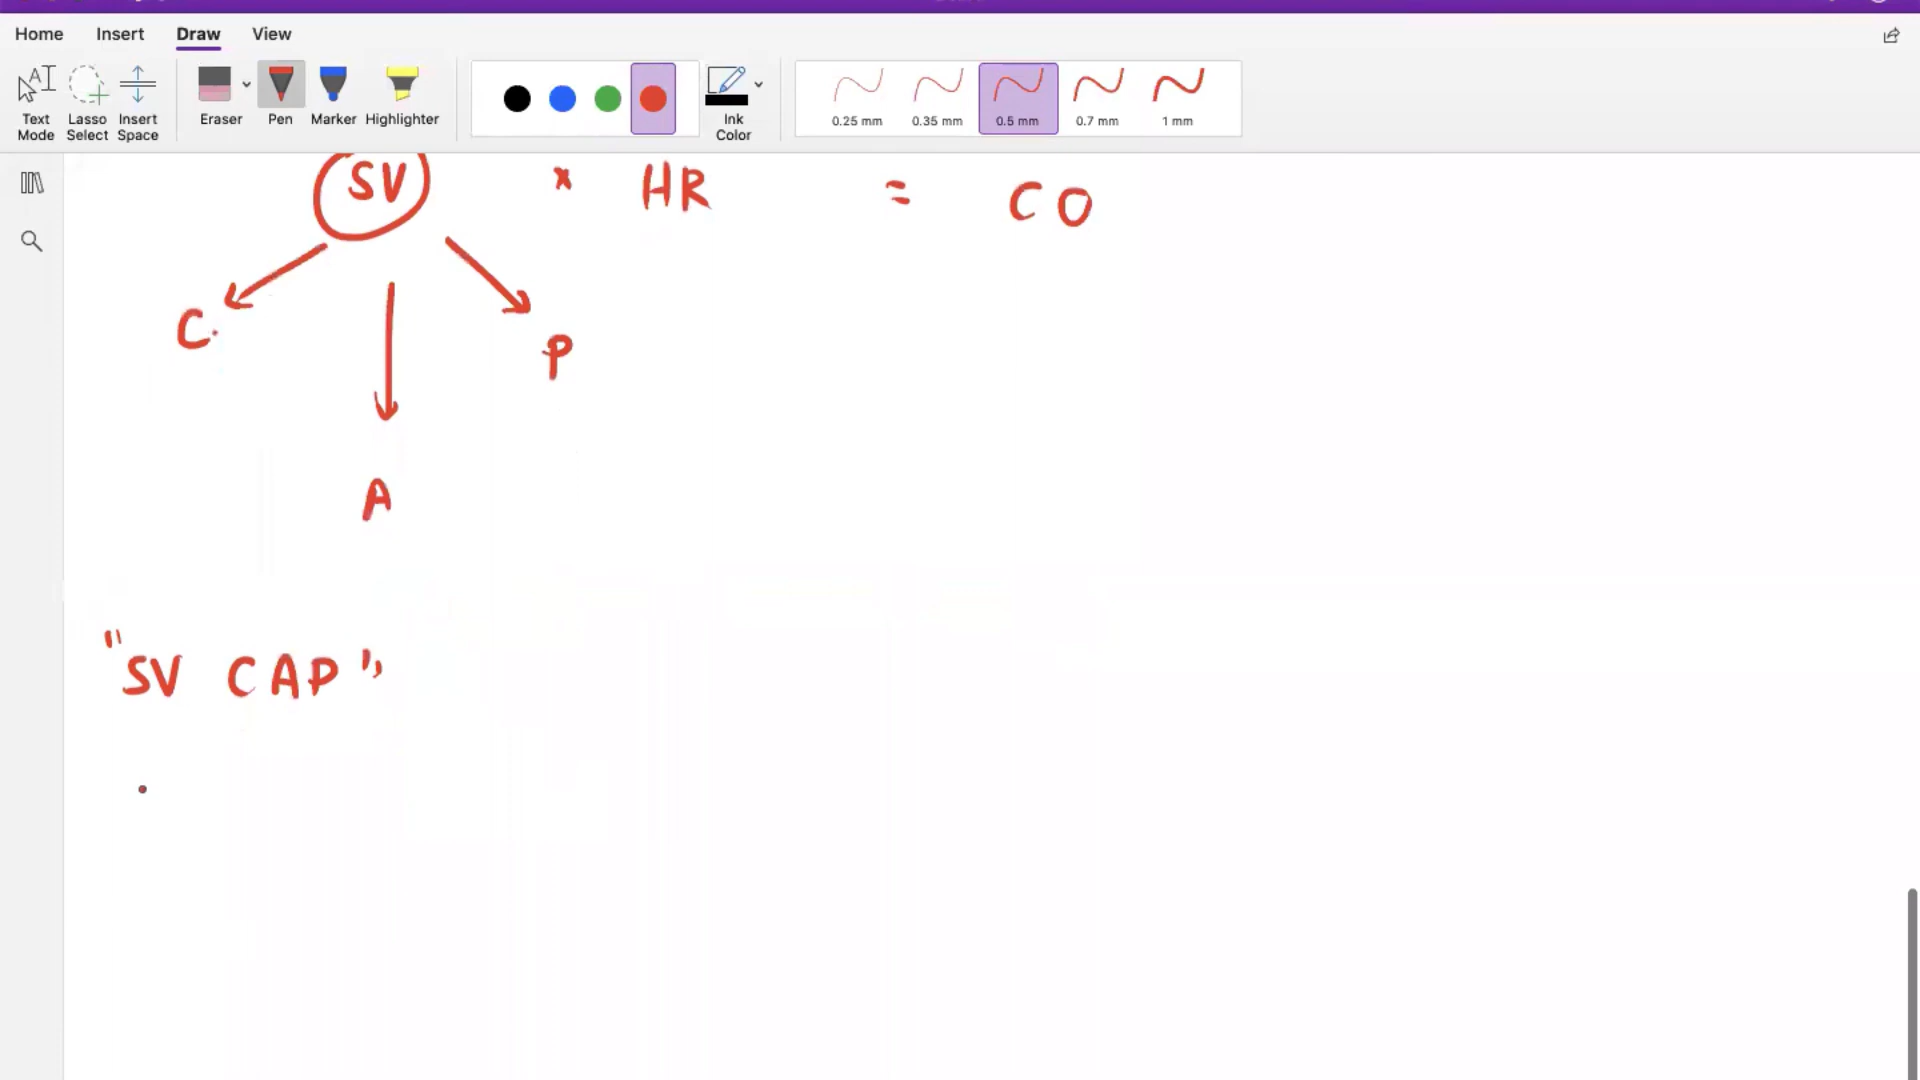 Home Insert Draw View
Text Mode
Lasso Select
Insert Space
Eraser
Pen
Marker
Highlighter
Ink Color
0.25 mm
0.35 mm
0.5 mm
0.7 mm
1 mm
SV × HR = CO
C.
P
A
"SV CAP"